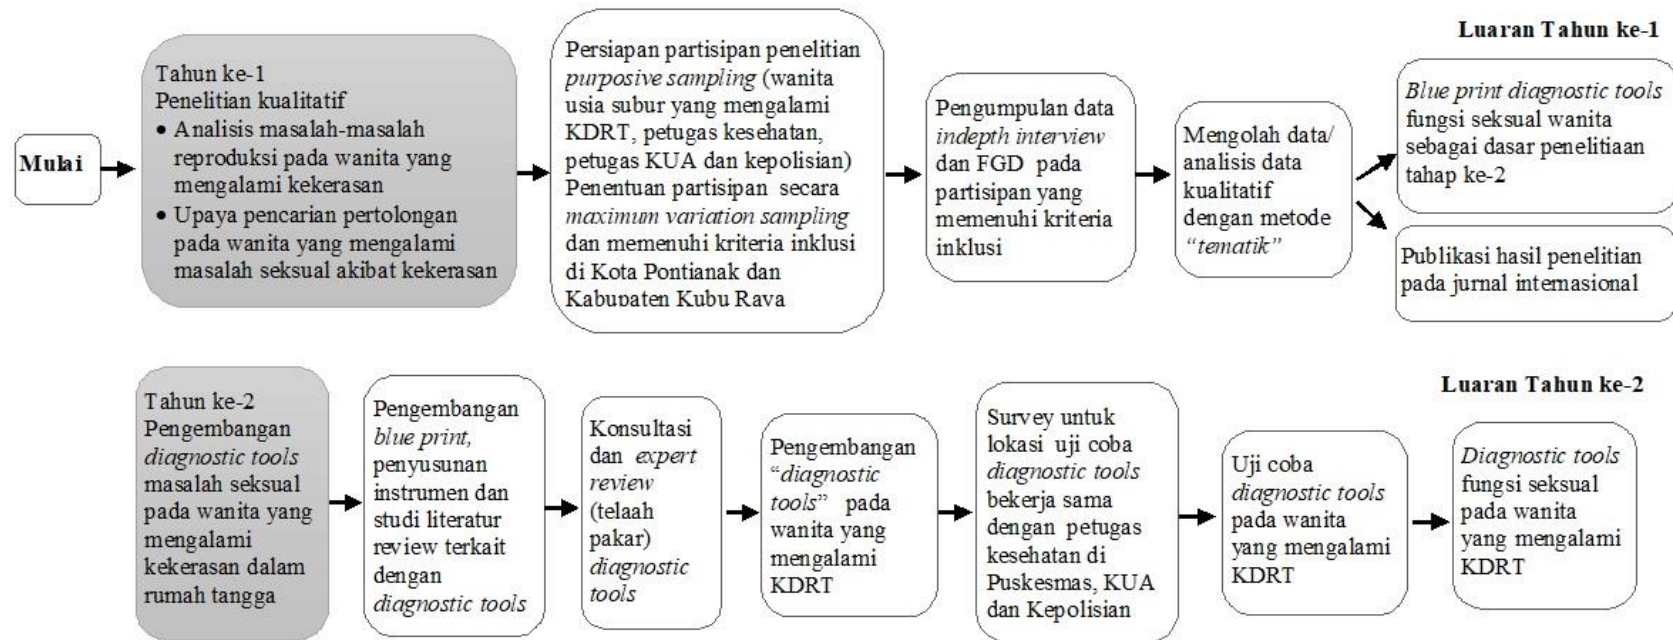 Luaran Tahun ke-1
Mulai
Tahun ke-1
Penelitian kualitatif
• Analisis masalah-masalah
reproduksi pada wanita yang
mengalami kekerasan
• Upaya pencarian pertolongan
pada wanita yang mengalami
masalah seksual akibat kekerasan
Persiapan partisipan penelitian
purposive sampling (wanita
usia subur yang mengalami
KDRT, petugas kesehatan,
petugas KUA dan kepolisian)
Penentuan partisipan secara
maximum variation sampling
dan memenuhi kriteria inklusi
di Kota Pontianak dan
Kabupaten Kubu Raya
Pengumpulan data
indepth interview
dan FGD pada
partisipan yang
memenuhi kriteria
inklusi
Mengolah data/
analisis data
kualitatif
dengan metode
“tematik”
Blue print diagnostic tools
fungsi seksual wanita
sebagai dasar penelitiaan
tahap ke-2
Publikasi hasil penelitian
pada jurnal internasional
Luaran Tahun ke-2
Tahun ke-2
Pengembangan
diagnostic tools
masalah seksual
pada wanita yang
mengalami
kekerasan dalam
rumah tangga
Pengembangan
blue print,
penyusunan
instrumen dan
studi literatur
review terkait
dengan
diagnostic tools
Konsultasi
dan expert
review
(telaah
pakar)
diagnostic
tools
Pengembangan
“diagnostic
tools” pada
wanita yang
mengalami
KDRT
Survey untuk
lokasi uji coba
diagnostic tools
bekerja sama
dengan petugas
kesehatan di
Puskesmas, KUA
dan Kepolisian
Uji coba
diagnostic tools
pada wanita
yang mengalami
KDRT
Diagnostic tools
fungsi seksual
pada wanita
yang mengalami
KDRT